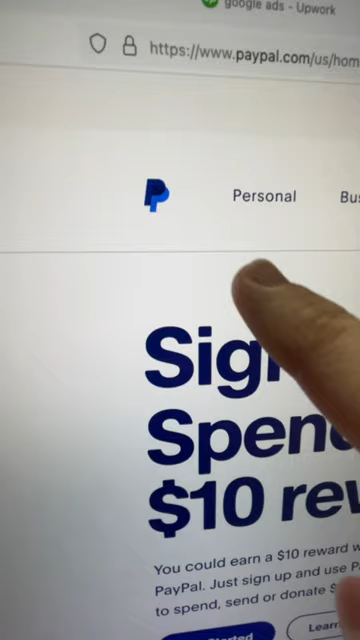 google ads - Upwork
https://www.paypal.com/us/hom
Personal
Sig
Spen
$10 re
You could earn a $10 reward w
PayPal. Just sign up and use P
to spend, send or donate $
Learn